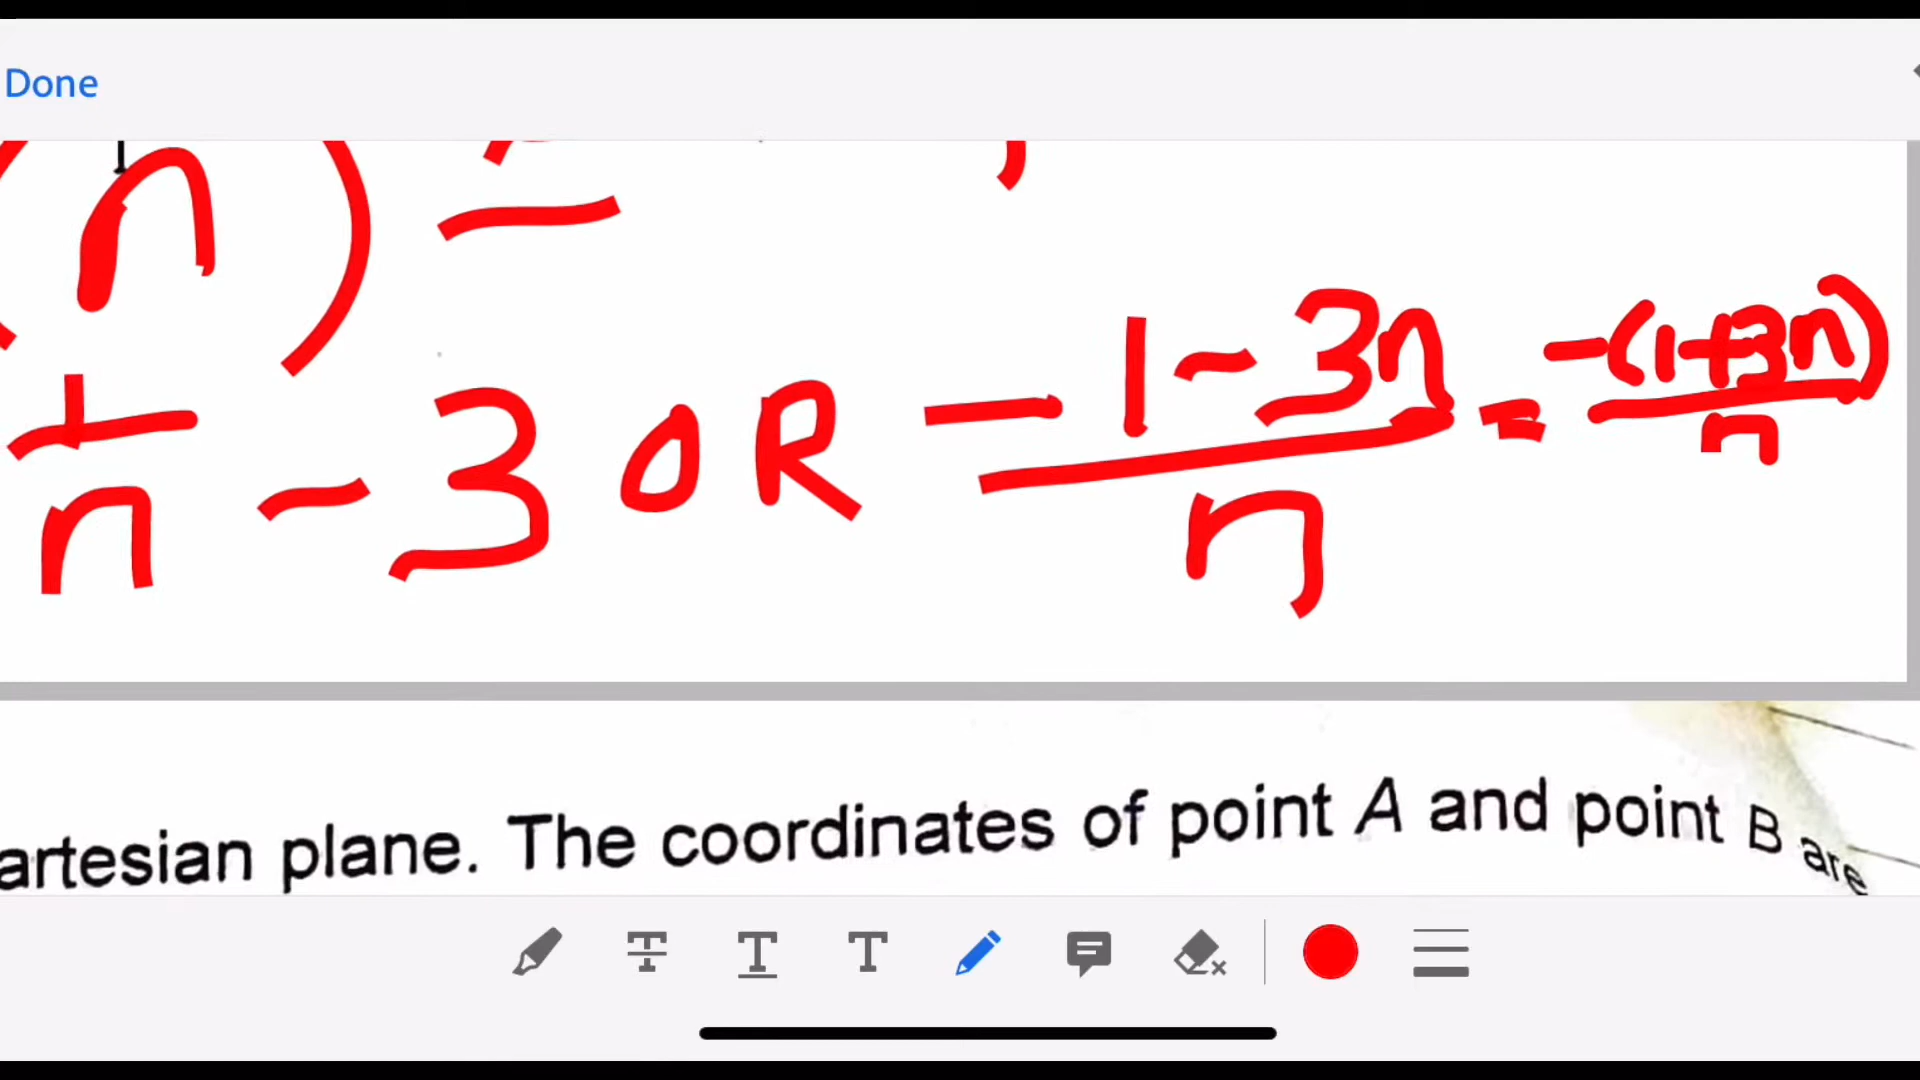 Done
n )
1/n - 3 OR - 1 - 3n / n = -(1+3n) / n
artesian plane. The coordinates of point A and point B are
T T T